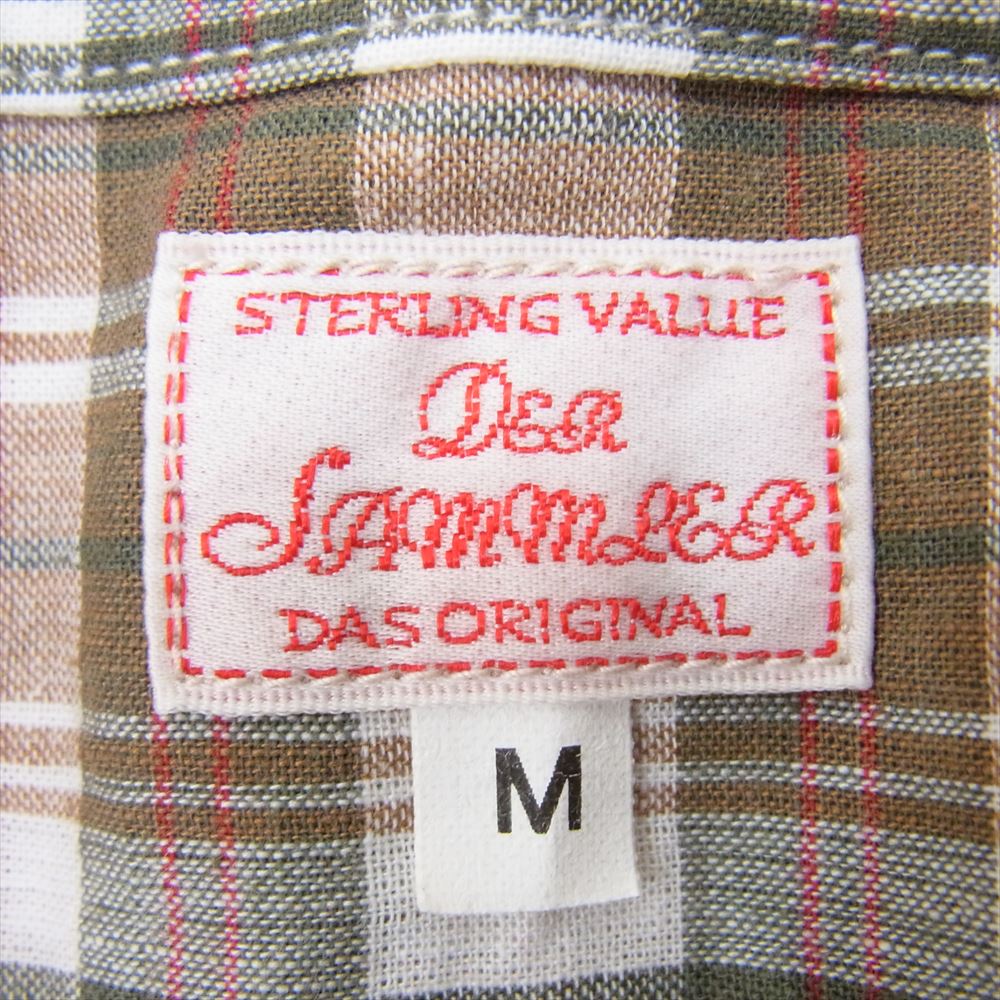 STERLING VALUE
DER
SAMMLER
DAS ORIGINAL
M